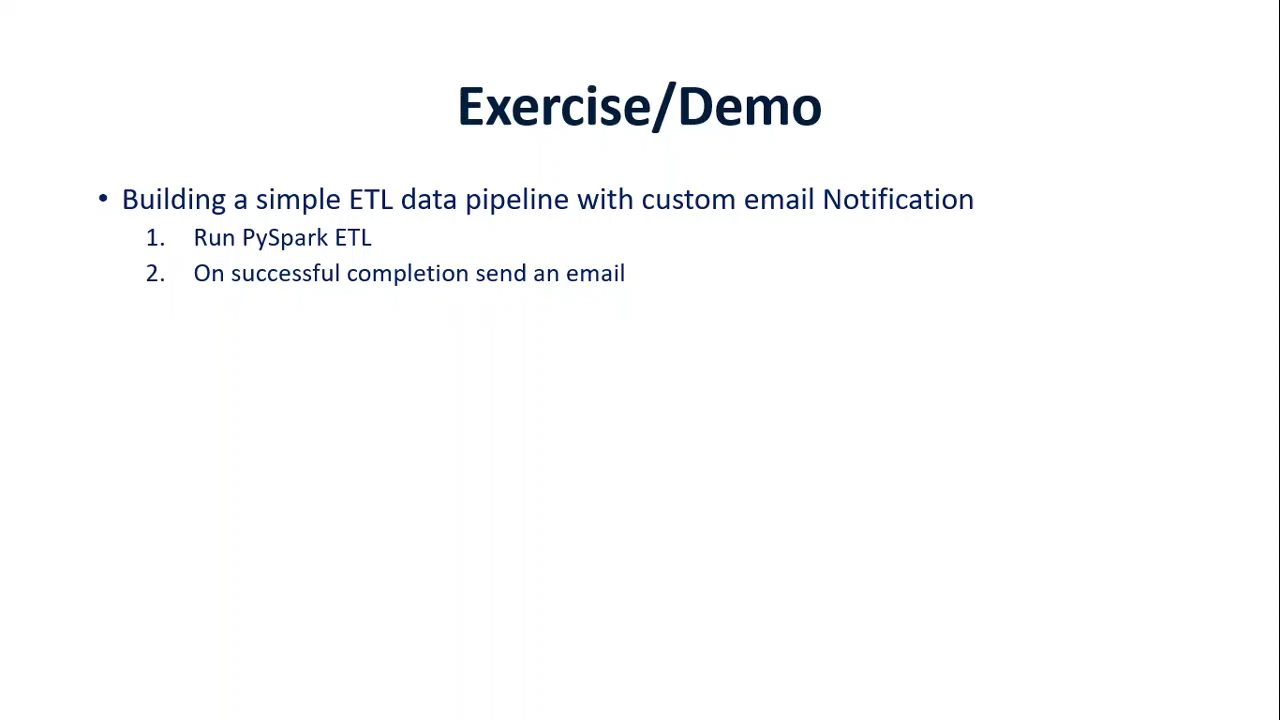 Exercise/Demo
• Building a simple ETL data pipeline with custom email Notification
1. Run PySpark ETL
2. On successful completion send an email